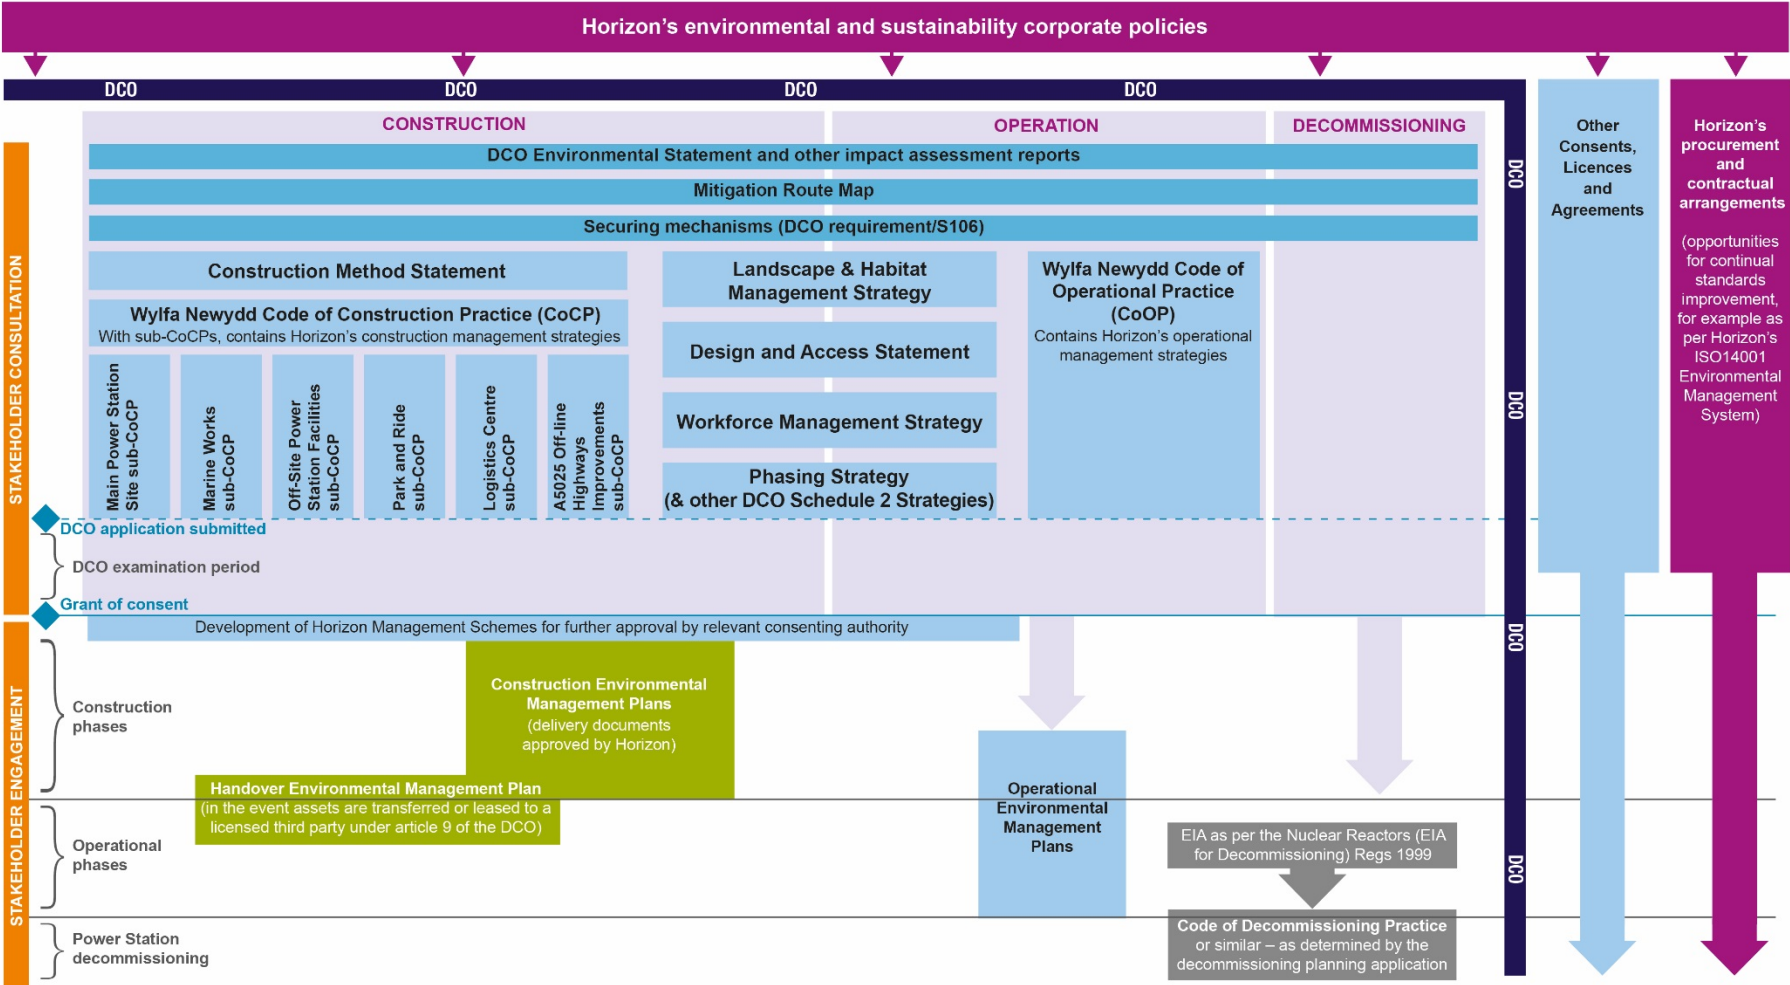 Horizon's environmental and sustainability corporate policies
DCO
DCO
DCO
DCO
CONSTRUCTION
OPERATION
DECOMMISSIONING
DCO Environmental Statement and other impact assessment reports
Mitigation Route Map
Securing mechanisms (DCO requirement/S106)
Construction Method Statement
Wylfa Newydd Code of Construction Practice (CoCP)
With sub-CoCPs, contains Horizon's construction management strategies
Main Power Station
Site sub-CoCP
Marine Works
sub-CoCP
Off-Site Power
Station Facilities
sub-CoCP
Park and Ride
sub-CoCP
Logistics Centre
sub-CoCP
A5025 Off-line
Highways
Improvements
sub-CoCP
Landscape & Habitat
Management Strategy
Design and Access Statement
Workforce Management Strategy
Phasing Strategy
(& other DCO Schedule 2 Strategies)
Wylfa Newydd Code of
Operational Practice
(CoOP)
Contains Horizon's operational
management strategies
DCO
DCO
DCO
DCO
Other
Consents,
Licences
and
Agreements
Horizon's
procurement
and
contractual
arrangements
(opportunities
for continual
standards
improvement,
for example as
per Horizon's
ISO14001
Environmental
Management
System)
STAKEHOLDER CONSULTATION
DCO application submitted
DCO examination period
Grant of consent
STAKEHOLDER ENGAGEMENT
Development of Horizon Management Schemes for further approval by relevant consenting authority
Construction
phases
Construction Environmental
Management Plans
(delivery documents
approved by Horizon)
Handover Environmental Management Plan
(in the event assets are transferred or leased to a
licensed third party under article 9 of the DCO)
Operational
phases
Operational
Environmental
Management
Plans
EIA as per the Nuclear Reactors (EIA
for Decommissioning) Regs 1999
Power Station
decommissioning
Code of Decommissioning Practice
or similar – as determined by the
decommissioning planning application